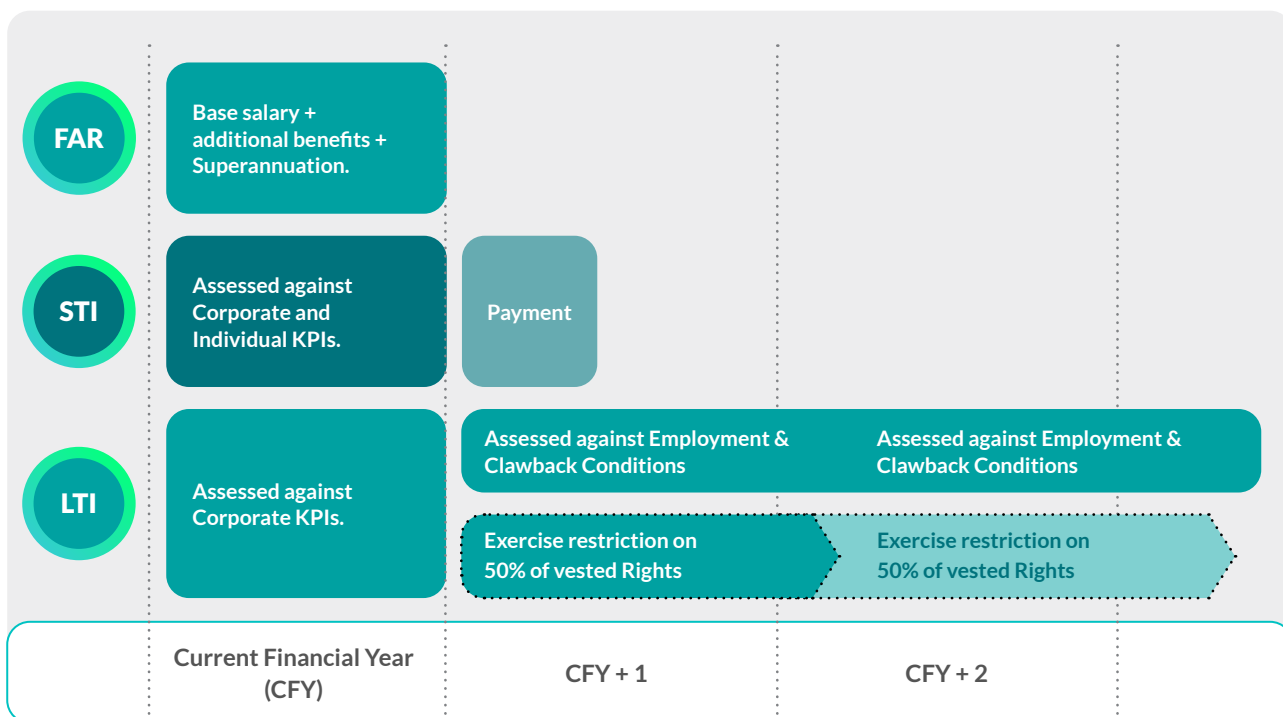 FAR
Base salary +
additional benefits +
Superannuation.
STI
Assessed against
Corporate and
Individual KPIs.
Payment
LTI
Assessed against
Corporate KPIs.
Assessed against Employment &
Clawback Conditions
Assessed against Employment &
Clawback Conditions
Exercise restriction on
50% of vested Rights
Exercise restriction on
50% of vested Rights
Current Financial Year
(CFY)
CFY + 1
CFY + 2